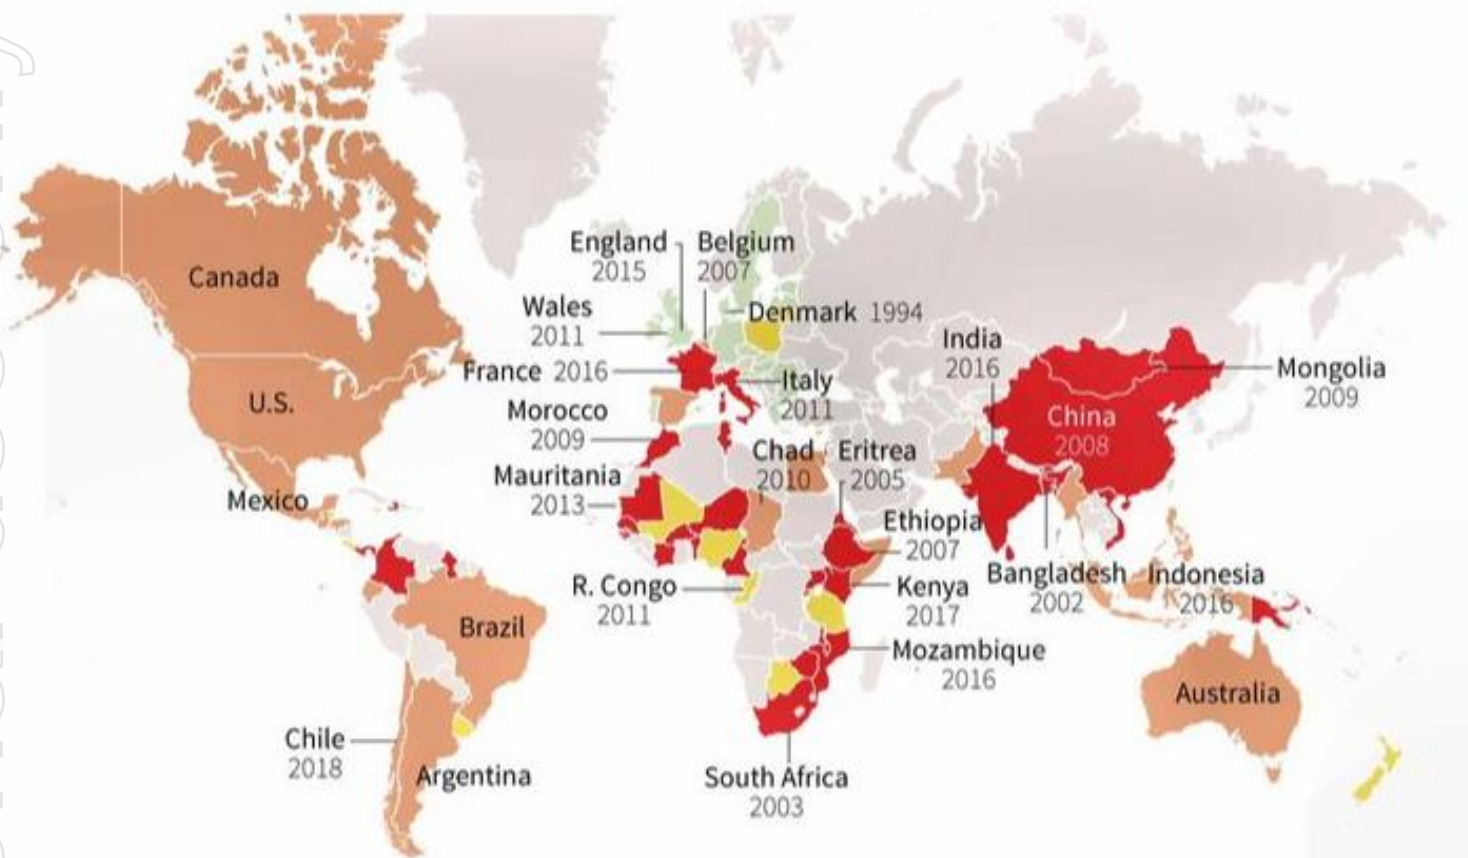 England
2015
Belgium
2007
Canada
Wales
2011
Denmark 1994
India
2016
France 2016
Mongolia
2009
Italy
2011
U.S.
Morocco
2009
China
2008
Chad
2010
Eritrea
2005
Mauritania
2013
Mexico
Ethiopia
2007
R. Congo
2011
Kenya
2017
Bangladesh
2002
Indonesia
2016
Brazil
Mozambique
2016
Australia
Chile
2018
Argentina
South Africa
2003